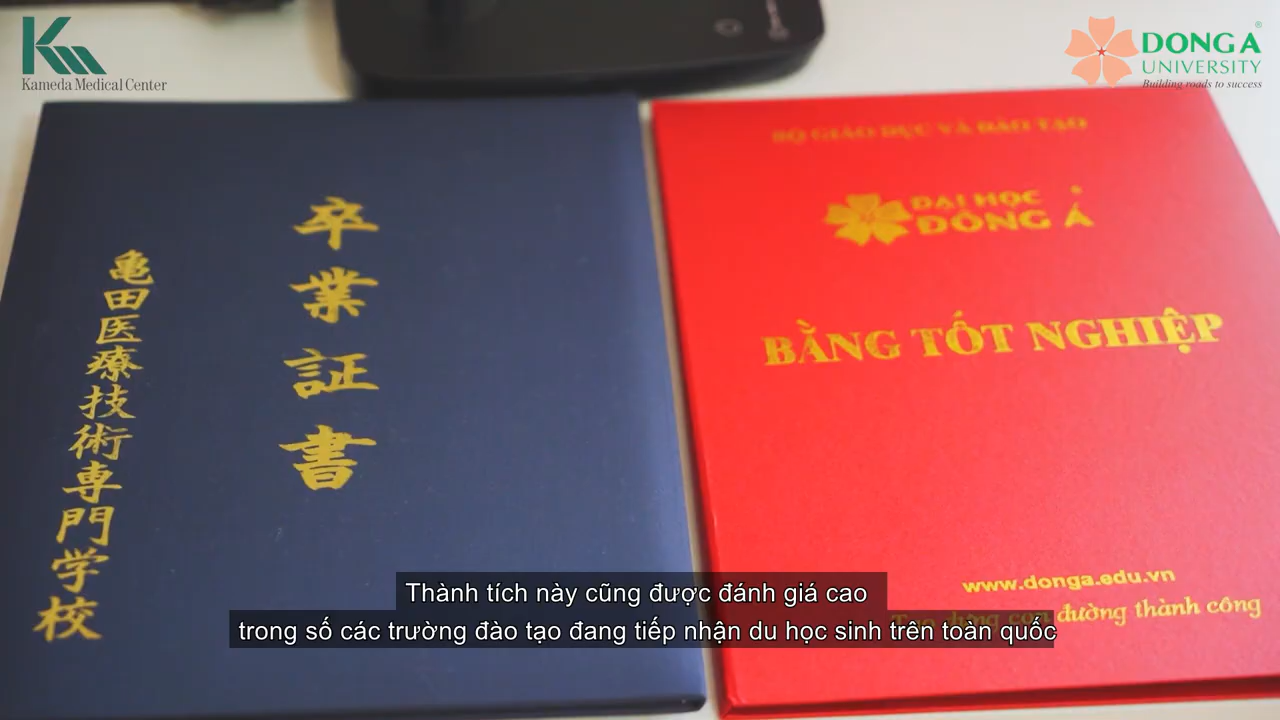 Kameda Medical Center
DONG A
UNIVERSITY
Building roads to success
卒業証書
亀田医療技術専門学校
BỘ GIÁO DỤC VÀ ĐÀO TẠO
ĐẠI HỌC
ĐÔNG Á
BẰNG TỐT NGHIỆP
www.donga.edu.vn
Tạo dựng con đường thành công
Thành tích này cũng được đánh giá cao
trong số các trường đào tạo đang tiếp nhận du học sinh trên toàn quốc